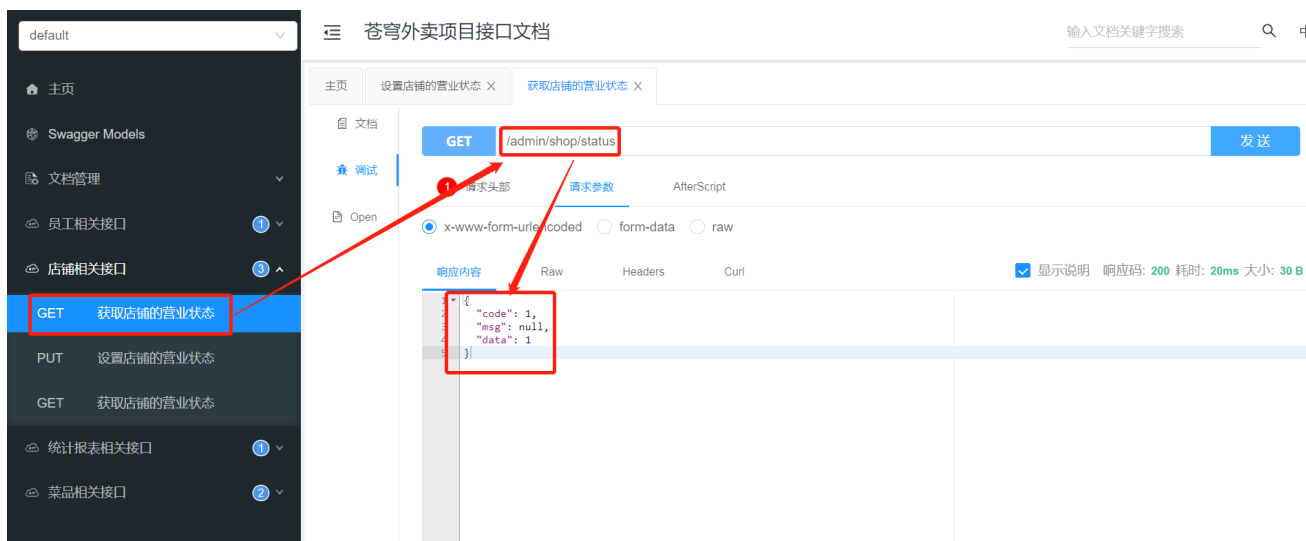 default
主页
Swagger Models
文档管理
员工相关接口 1
店铺相关接口 3
GET 获取店铺的营业状态
PUT 设置店铺的营业状态
GET 获取店铺的营业状态
统计报表相关接口 1
菜品相关接口 2
苍穹外卖项目接口文档
输入文档关键字搜索
主页 设置店铺的营业状态 X 获取店铺的营业状态 X
文档
调试
Open
GET /admin/shop/status 发送
1 请求头部 请求参数 AfterScript
x-www-form-urlencoded form-data raw
响应内容 Raw Headers Curl 显示说明 响应码: 200 耗时: 20ms 大小: 30 B
1 {
2 "code": 1,
3 "msg": null,
4 "data": 1
5 }